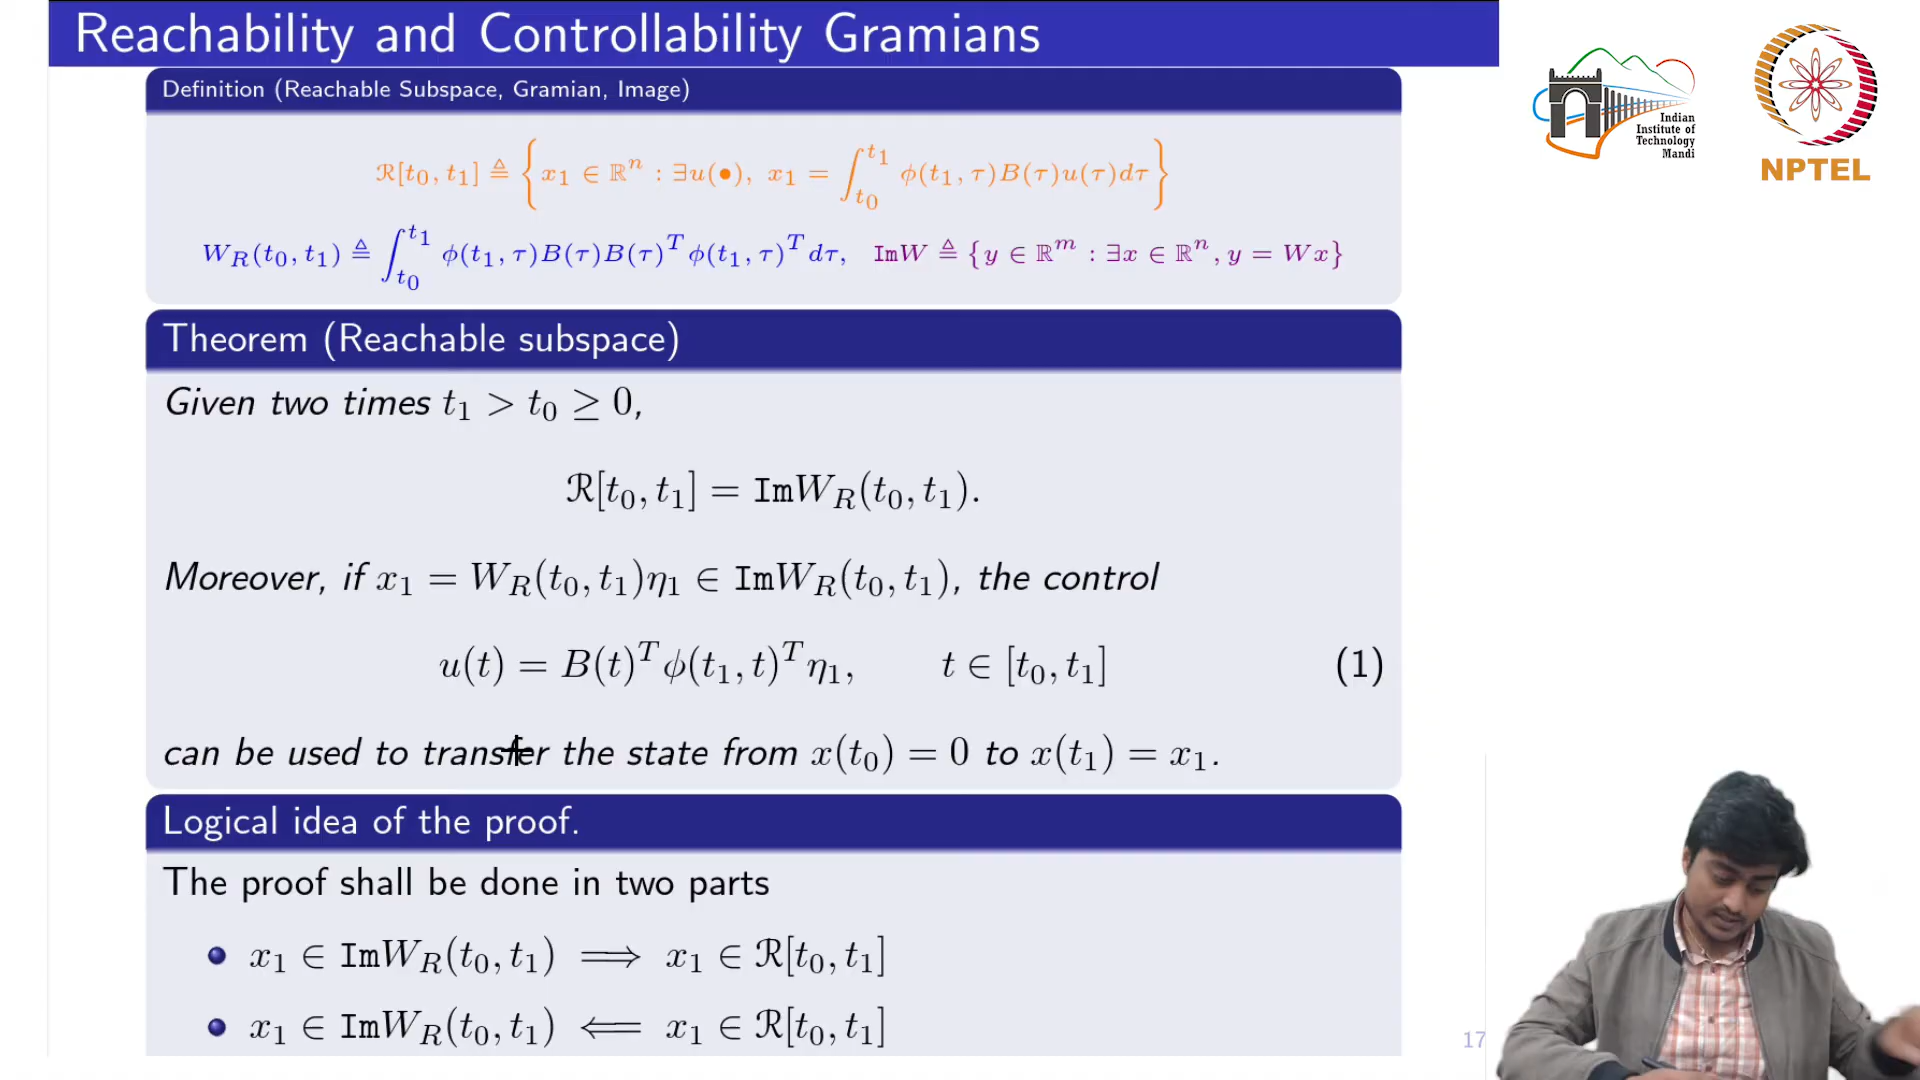 Reachability and Controllability Gramians
Definition (Reachable Subspace, Gramian, Image)
ℛ[t₀, t₁] ≜ { x₁ ∈ ℝⁿ : ∃u(•), x₁ = ∫_{t₀}^{t₁} ϕ(t₁, τ)B(τ)u(τ)dτ }
W_R(t₀, t₁) ≜ ∫_{t₀}^{t₁} ϕ(t₁, τ)B(τ)B(τ)ᵀϕ(t₁, τ)ᵀdτ, ImW ≜ {y ∈ ℝᵐ : ∃x ∈ ℝⁿ, y = Wx}
Theorem (Reachable subspace)
Given two times t₁ > t₀ ≥ 0,
ℛ[t₀, t₁] = ImW_R(t₀, t₁).
Moreover, if x₁ = W_R(t₀, t₁)η₁ ∈ ImW_R(t₀, t₁), the control
u(t) = B(t)ᵀϕ(t₁, t)ᵀη₁, t ∈ [t₀, t₁] (1)
can be used to transfer the state from x(t₀) = 0 to x(t₁) = x₁.
Logical idea of the proof.
The proof shall be done in two parts
x₁ ∈ ImW_R(t₀, t₁) ⟹ x₁ ∈ ℛ[t₀, t₁]
x₁ ∈ ImW_R(t₀, t₁) ⟸ x₁ ∈ ℛ[t₀, t₁]
17
Indian
Institute of
Technology
Mandi
NPTEL